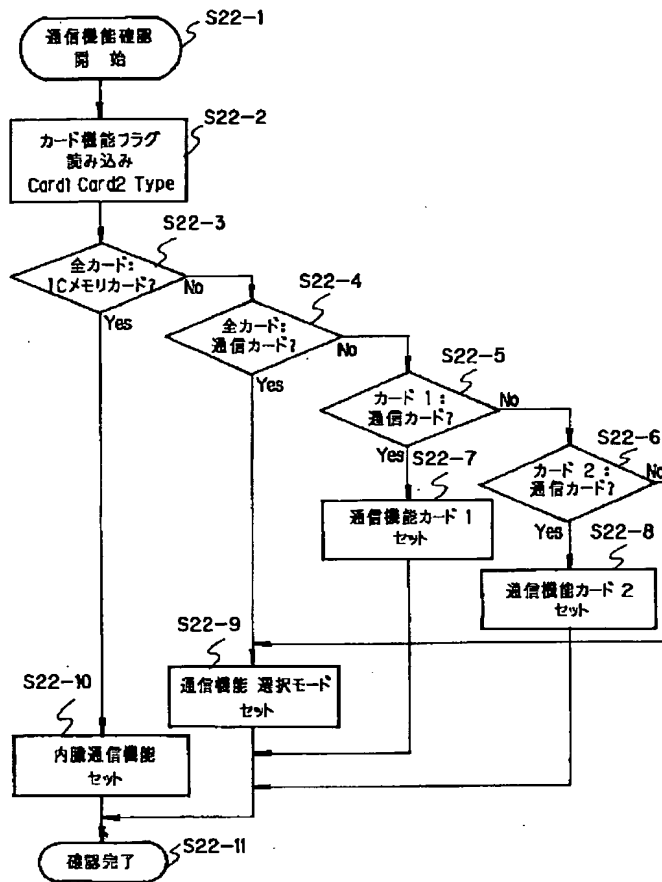 S22-1
通信機能確認
開 始
S22-2
カード機能フラグ
読み込み
Card1 Card2 Type
S22-3
全カード:
ICメモリカード?
No
Yes
S22-4
全カード:
通信カード?
No
Yes
S22-5
カード 1:
通信カード?
No
Yes
S22-6
カード 2:
通信カード?
No
Yes
S22-7
通信機能カード 1
セット
S22-8
通信機能カード 2
セット
S22-9
通信機能 選択モード
セット
S22-10
内臓通信機能
セット
確認完了
S22-11